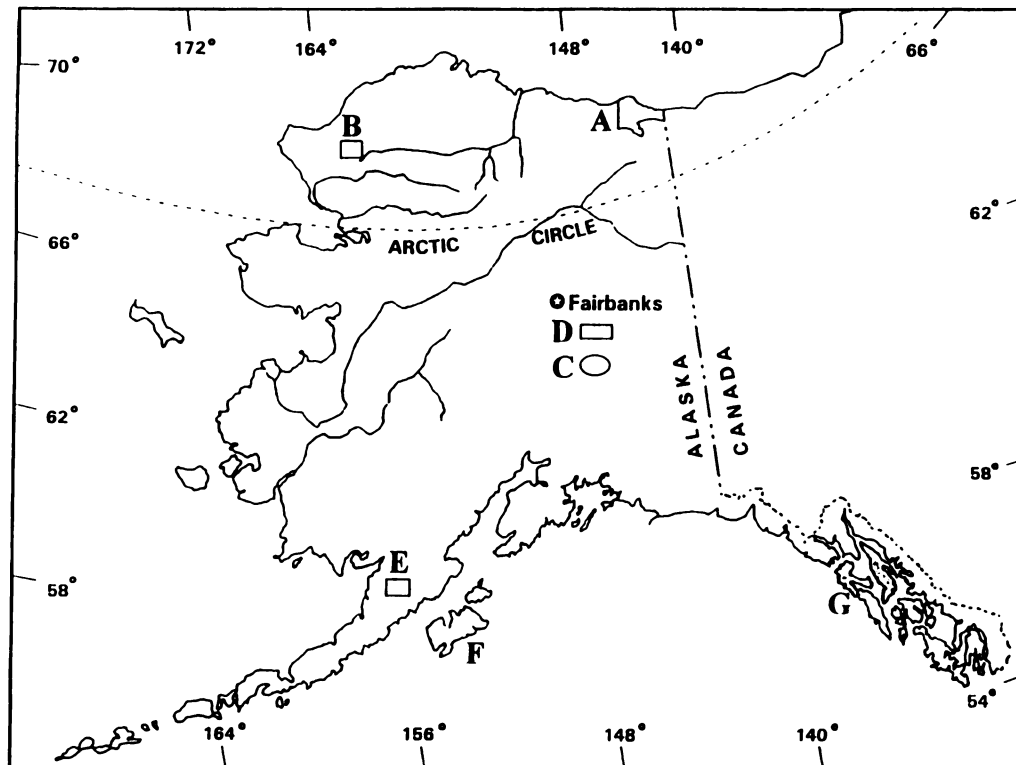 172° 164° 148° 140° 66°
70°
B
A
62°
66°
ARCTIC CIRCLE
Fairbanks
D
C
ALASKA
CANADA
62°
58°
E
58°
G
F
54°
164° 156° 148° 140°